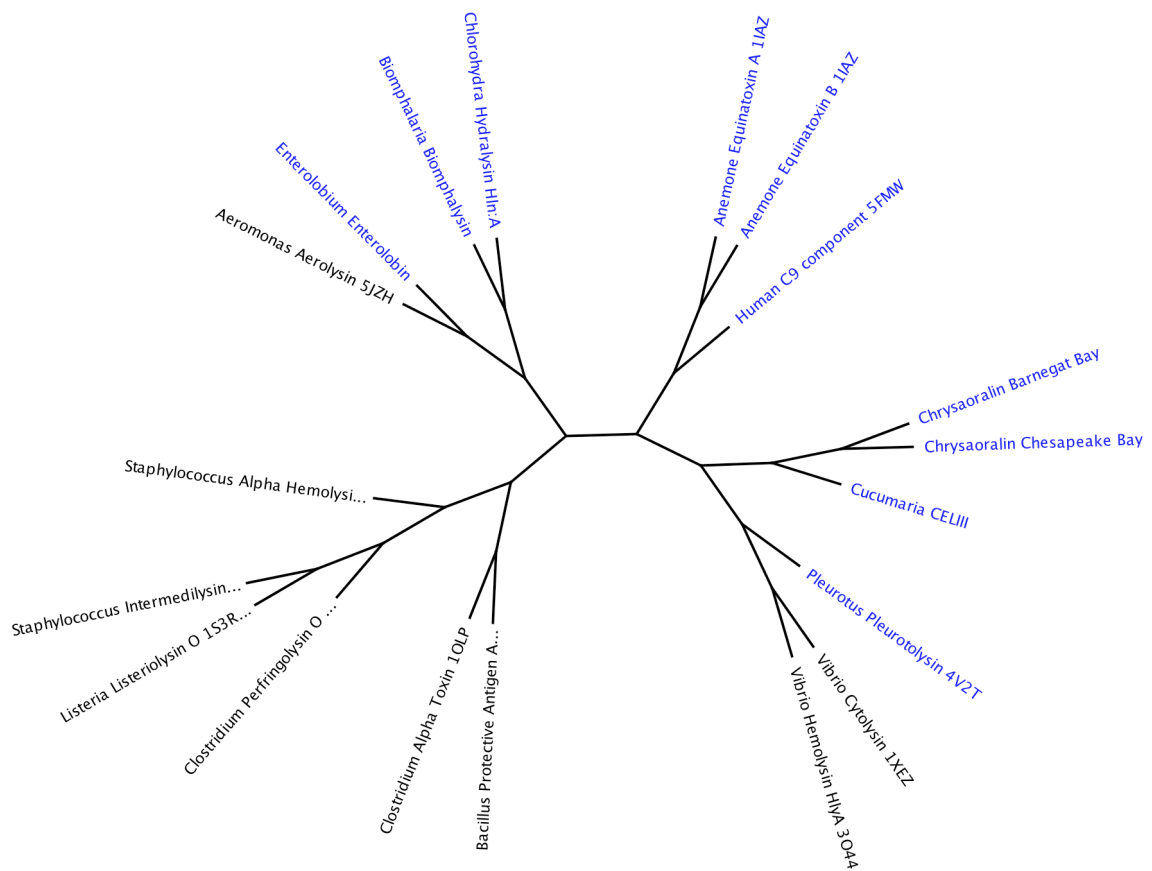 Chlorohydra Hydralysin Hln:A
Biomphalaria Biomphalysin
Enterolobium Enterolobin
Aeromonas Aerolysin 5JZH
Anemone Equinatoxin A 1IAZ
Anemone Equinatoxin B 1IAZ
Human C9 component 5FMW
Chrysaoralin Barnegat Bay
Chrysaoralin Chesapeake Bay
Cucumaria CELIII
Pleurotus Pleurotolysin 4V2T
Vibrio Cytolysin 1XEZ
Vibrio Hemolysin HlyA 3O44
Bacillus Protective Antigen A...
Clostridium Alpha Toxin 1OLP
Clostridium Perfringolysin O ...
Listeria Listeriolysin O 1S3R...
Staphylococcus Intermedilysin...
Staphylococcus Alpha Hemolysi...